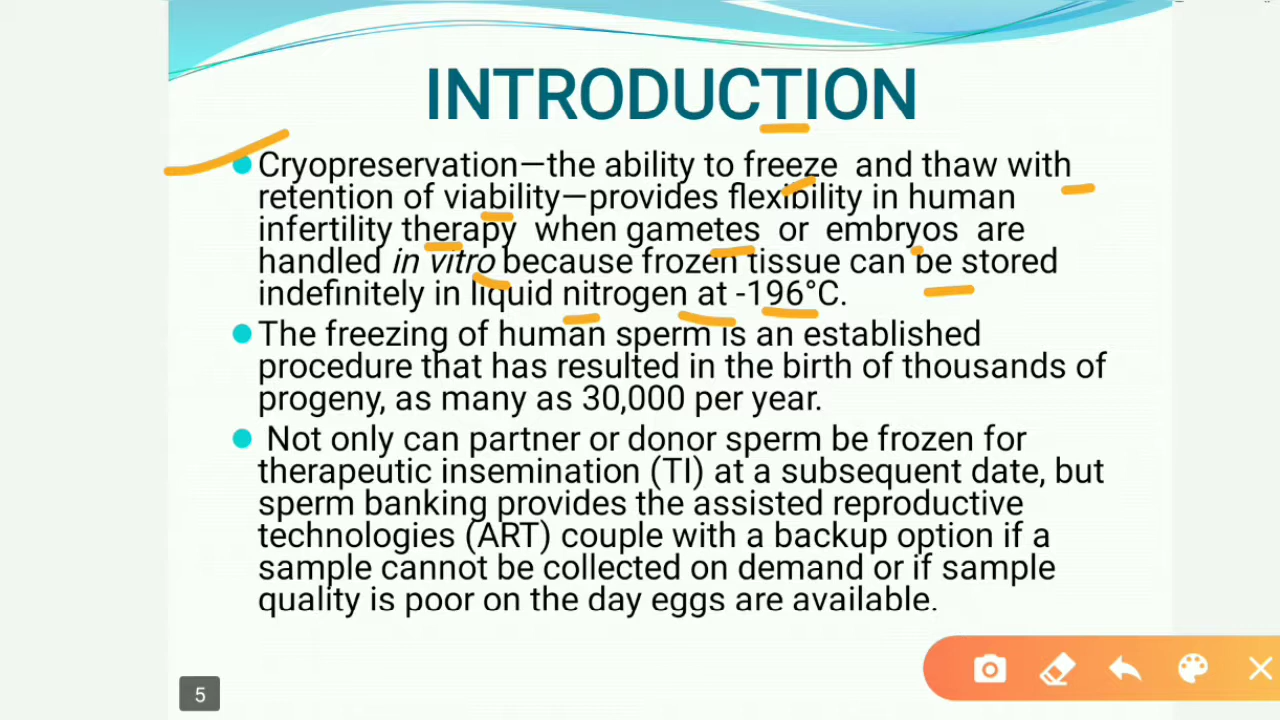 INTRODUCTION
Cryopreservation—the ability to freeze and thaw with
retention of viability—provides flexibility in human
infertility therapy when gametes or embryos are
handled in vitro because frozen tissue can be stored
indefinitely in liquid nitrogen at -196°C.
The freezing of human sperm is an established
procedure that has resulted in the birth of thousands of
progeny, as many as 30,000 per year.
Not only can partner or donor sperm be frozen for
therapeutic insemination (TI) at a subsequent date, but
sperm banking provides the assisted reproductive
technologies (ART) couple with a backup option if a
sample cannot be collected on demand or if sample
quality is poor on the day eggs are available.
5